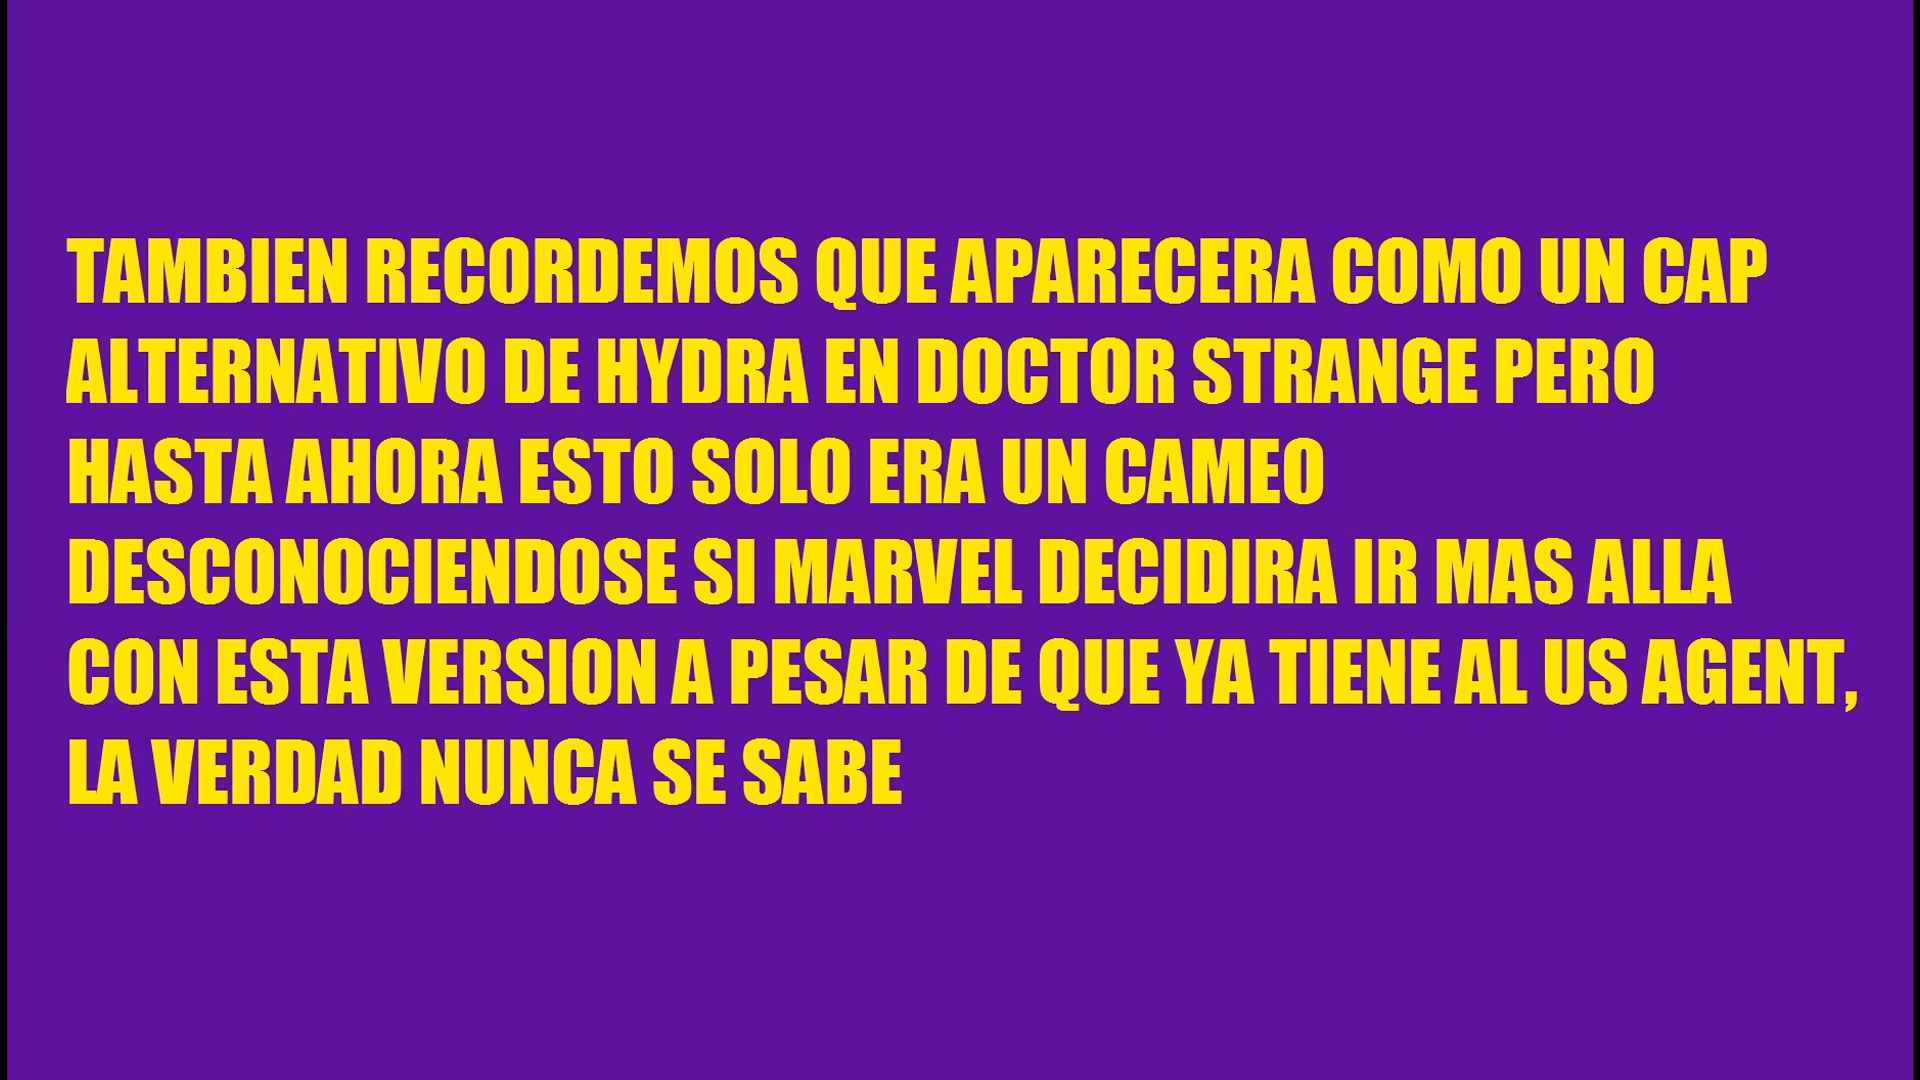 TAMBIEN RECORDEMOS QUE APARECERA COMO UN CAP
ALTERNATIVO DE HYDRA EN DOCTOR STRANGE PERO
HASTA AHORA ESTO SOLO ERA UN CAMEO
DESCONOCIENDOSE SI MARVEL DECIDIRA IR MAS ALLA
CON ESTA VERSION A PESAR DE QUE YA TIENE AL US AGENT,
LA VERDAD NUNCA SE SABE